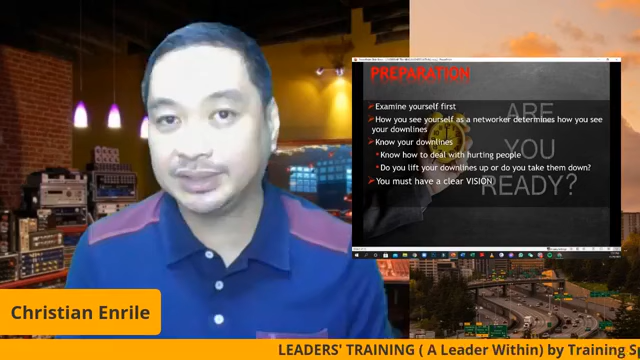 PREPARATION
Examine yourself first
How you see yourself as a networker determines how you see
your downlines
Know your downlines
Know how to deal with hurting people
Do you lift your downlines up or do you take them down?
You must have a clear VISION
ARE
YOU
READY?
Christian Enrile
LEADERS' TRAINING ( A Leader Within) by Training S